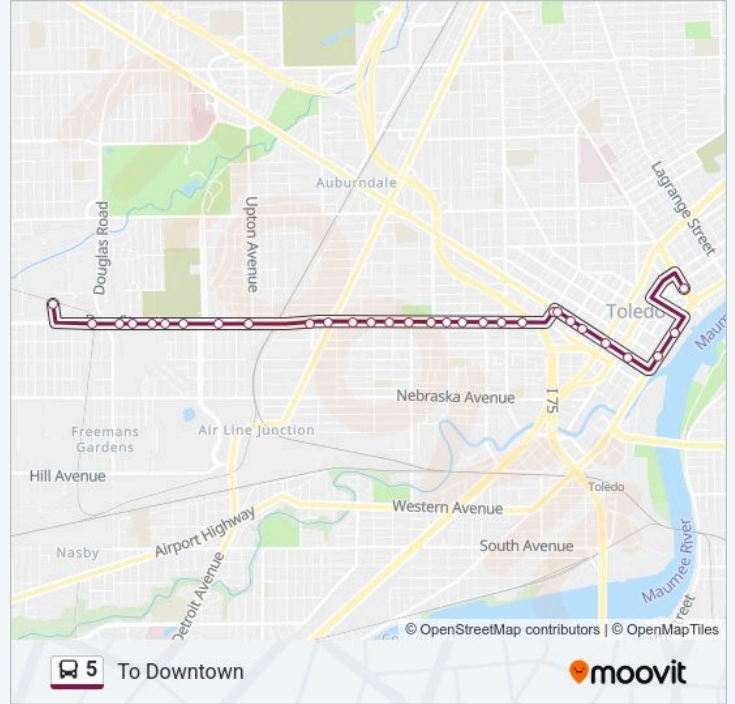 Auburndale
Lagrange Street
Douglas Road
Upton Avenue
Toledo
Nebraska Avenue
I 75
Freemans
Gardens
Air Line Junction
Hill Avenue
Toledo
Western Avenue
Airport Highway
South Avenue
Nasby
Maumee River
Detroit Avenue
© OpenStreetMap contributors | © OpenMapTiles
5 To Downtown
moovit